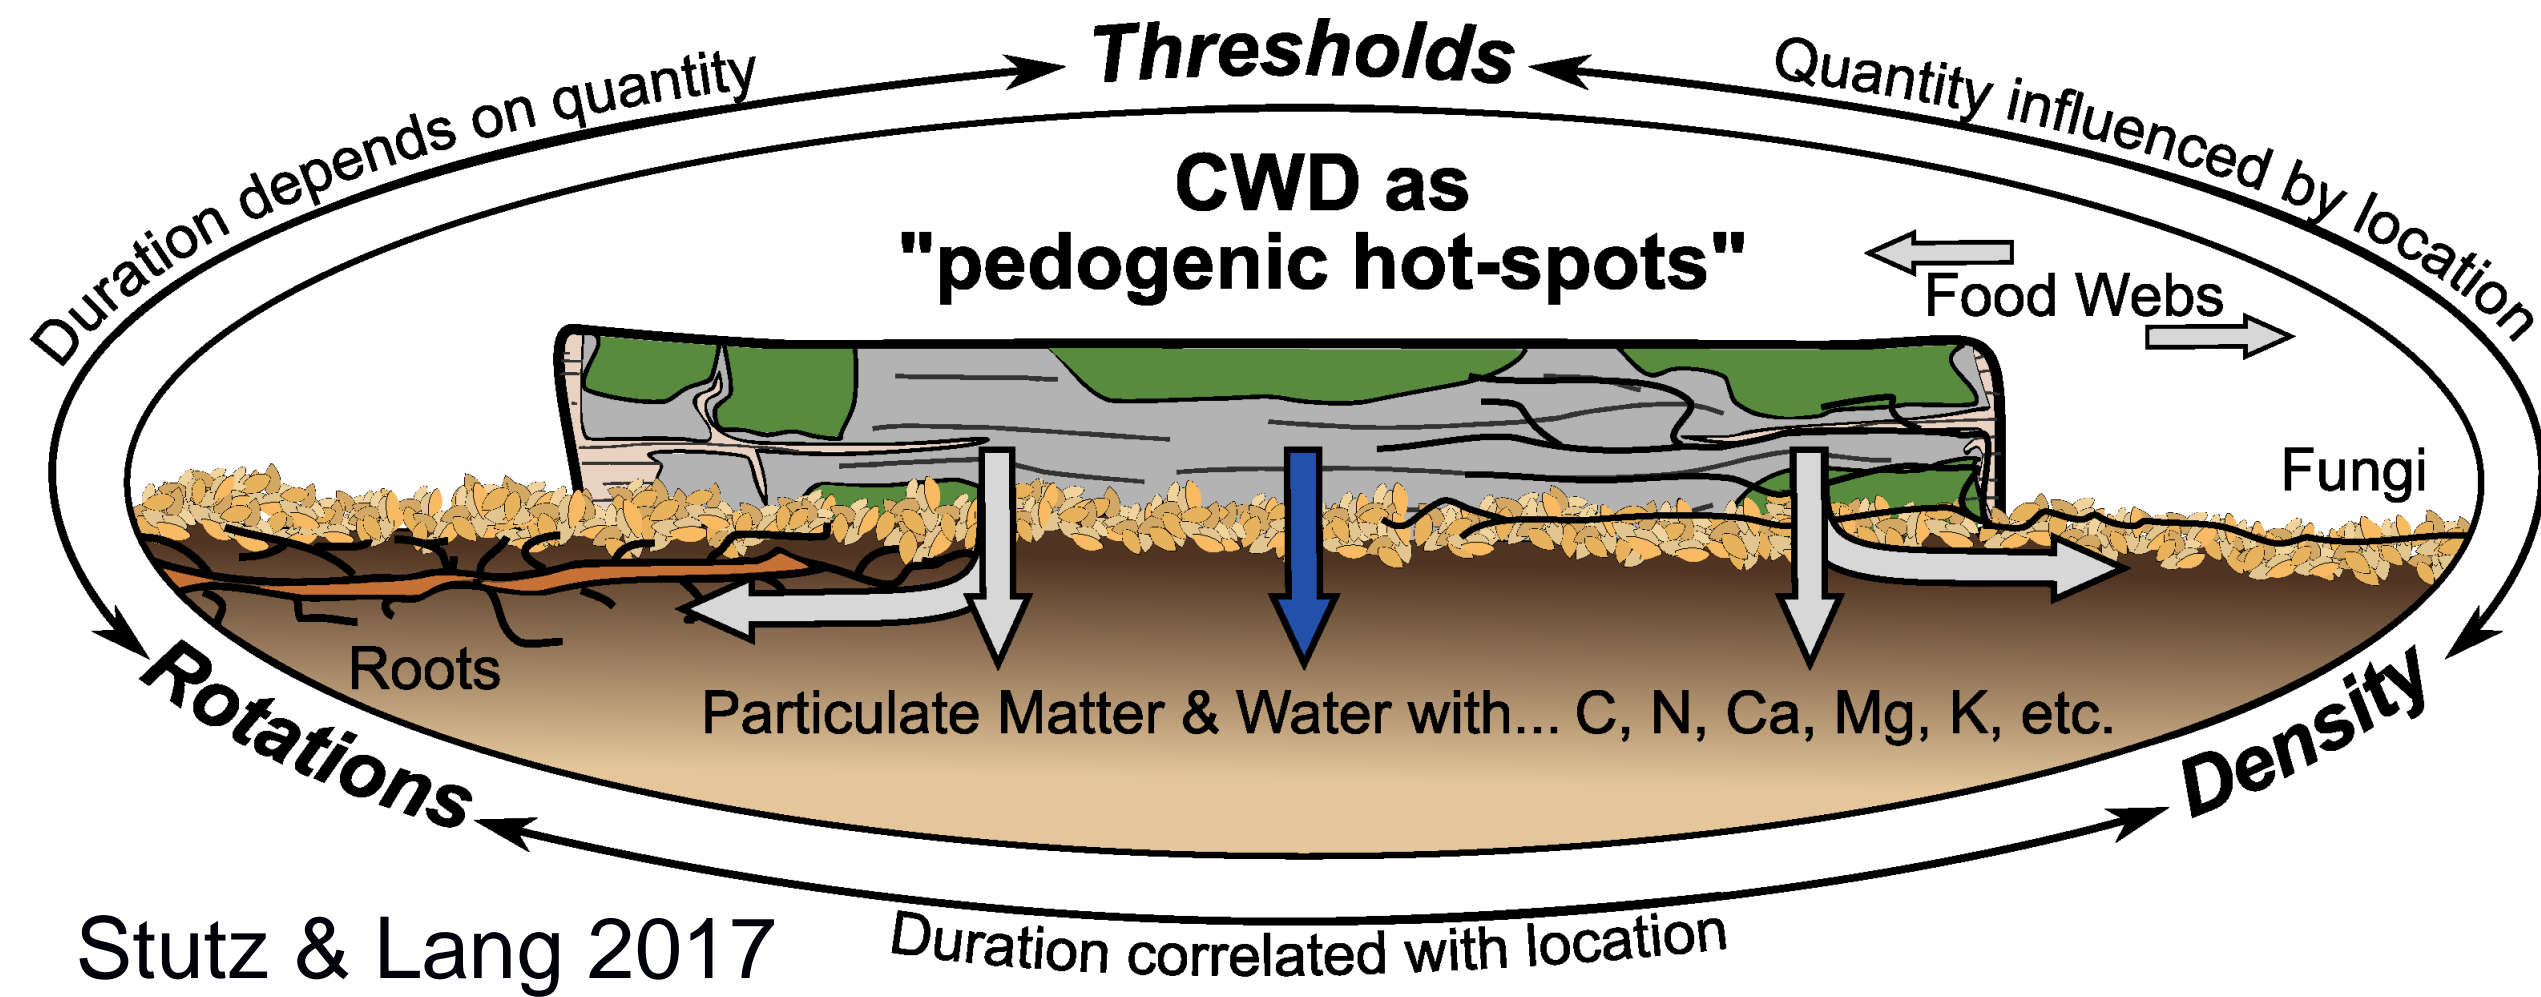 Thresholds
Duration depends on quantity
Quantity influenced by location
CWD as
"pedogenic hot-spots"
Food Webs
Fungi
Roots
Particulate Matter & Water with... C, N, Ca, Mg, K, etc.
Rotations
Density
Duration correlated with location
Stutz & Lang 2017